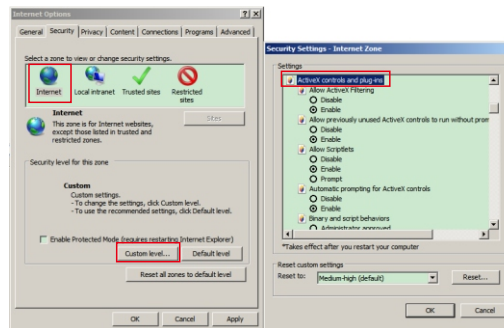 Internet Options
General Security Privacy Content Connections Programs Advanced
Select a zone to view or change security settings.
Internet Local intranet Trusted sites Restricted sites
Internet
This zone is for Internet websites,
except those listed in trusted and
restricted zones.
Sites
Security level for this zone
Custom
Custom settings.
- To change the settings, click Custom level.
- To use the recommended settings, click Default level.
Enable Protected Mode (requires restarting Internet Explorer)
Custom level... Default level
Reset all zones to default level
OK Cancel Apply
Security Settings - Internet Zone
Settings
ActiveX controls and plug-ins
Allow ActiveX Filtering
Disable
Enable
Allow previously unused ActiveX controls to run without prom
Disable
Enable
Allow Scriptlets
Disable
Enable
Prompt
Automatic prompting for ActiveX controls
Disable
Enable
Binary and script behaviors
Administrator approved
*Takes effect after you restart your computer
Reset custom settings
Reset to: Medium-high (default) Reset...
OK Cancel